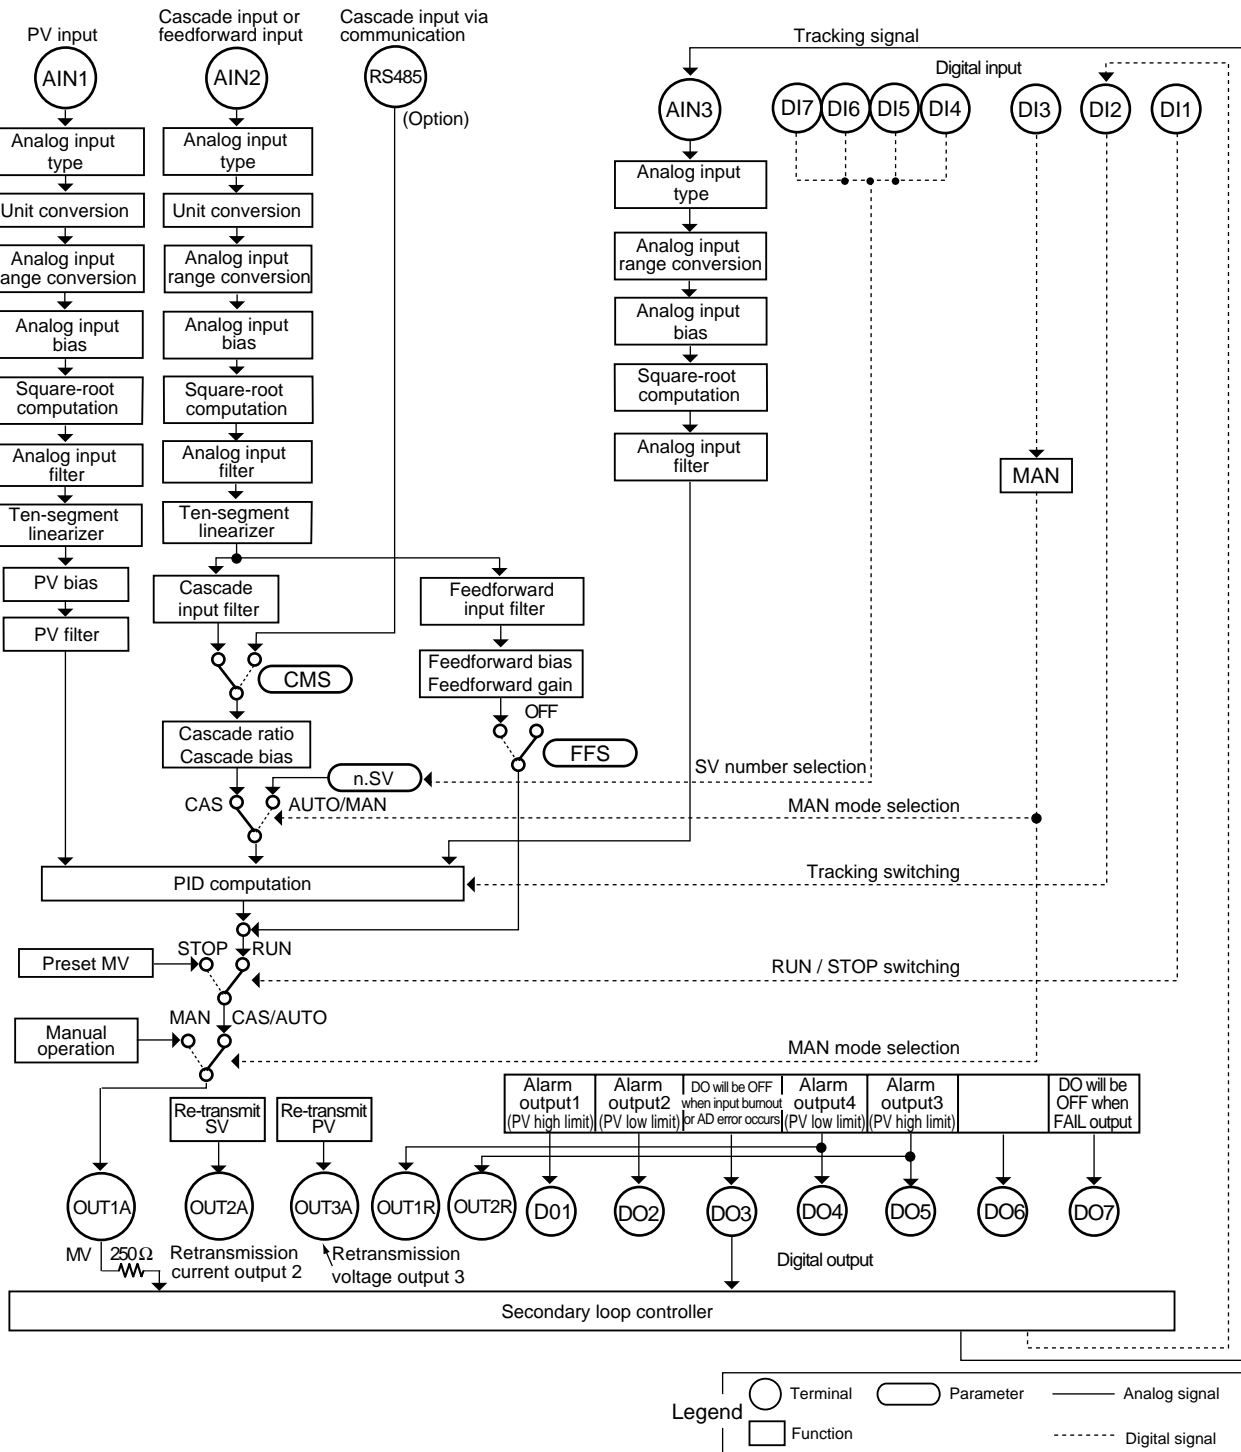 PV input
Cascade input or
feedforward input
Cascade input via
communication
Tracking signal
Digital input
AIN1
AIN2
RS485
(Option)
AIN3
DI7
DI6
DI5
DI4
DI3
DI2
DI1
Analog input
type
Analog input
type
Analog input
type
Unit conversion
Unit conversion
Analog input
ange conversion
Analog input
range conversion
Analog input
range conversion
Analog input
bias
Analog input
bias
Analog input
bias
Square-root
computation
Square-root
computation
Square-root
computation
Analog input
filter
Analog input
filter
Analog input
filter
MAN
Ten-segment
linearizer
Ten-segment
linearizer
PV bias
Cascade
input filter
Feedforward
input filter
PV filter
CMS
Feedforward bias
Feedforward gain
OFF
FFS
Cascade ratio
Cascade bias
n.SV
SV number selection
CAS
AUTO/MAN
MAN mode selection
PID computation
Tracking switching
STOP
RUN
Preset MV
RUN / STOP switching
MAN
CAS/AUTO
Manual
operation
MAN mode selection
Re-transmit
SV
Re-transmit
PV
Alarm
output1
(PV high limit)
Alarm
output2
(PV low limit)
DO will be OFF
when input burnout
or AD error occurs
Alarm
output4
(PV low limit)
Alarm
output3
(PV high limit)
DO will be
OFF when
FAIL output
OUT1A
OUT2A
OUT3A
OUT1R
OUT2R
D01
DO2
DO3
DO4
DO5
DO6
DO7
MV
250Ω
Retransmission
current output 2
Retransmission
voltage output 3
Digital output
Secondary loop controller
Legend
Terminal
Parameter
Analog signal
Function
Digital signal